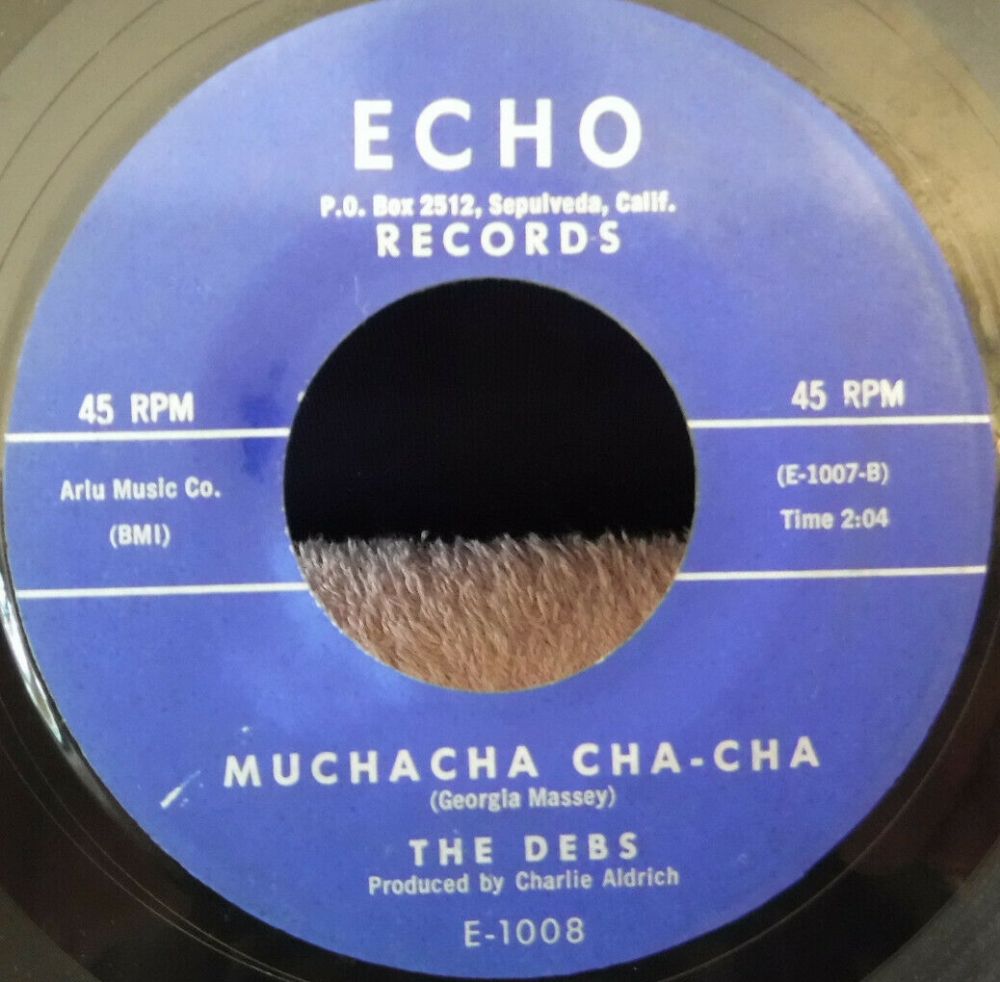 ECHO
P.O. Box 2512, Sepulveda, Calif.
RECORDS
45 RPM
45 RPM
Arlu Music Co.
(BMI)
(E-1007-B)
Time 2:04
MUCHACHA CHA-CHA
(Georgia Massey)
THE DEBS
Produced by Charlie Aldrich
E-1008